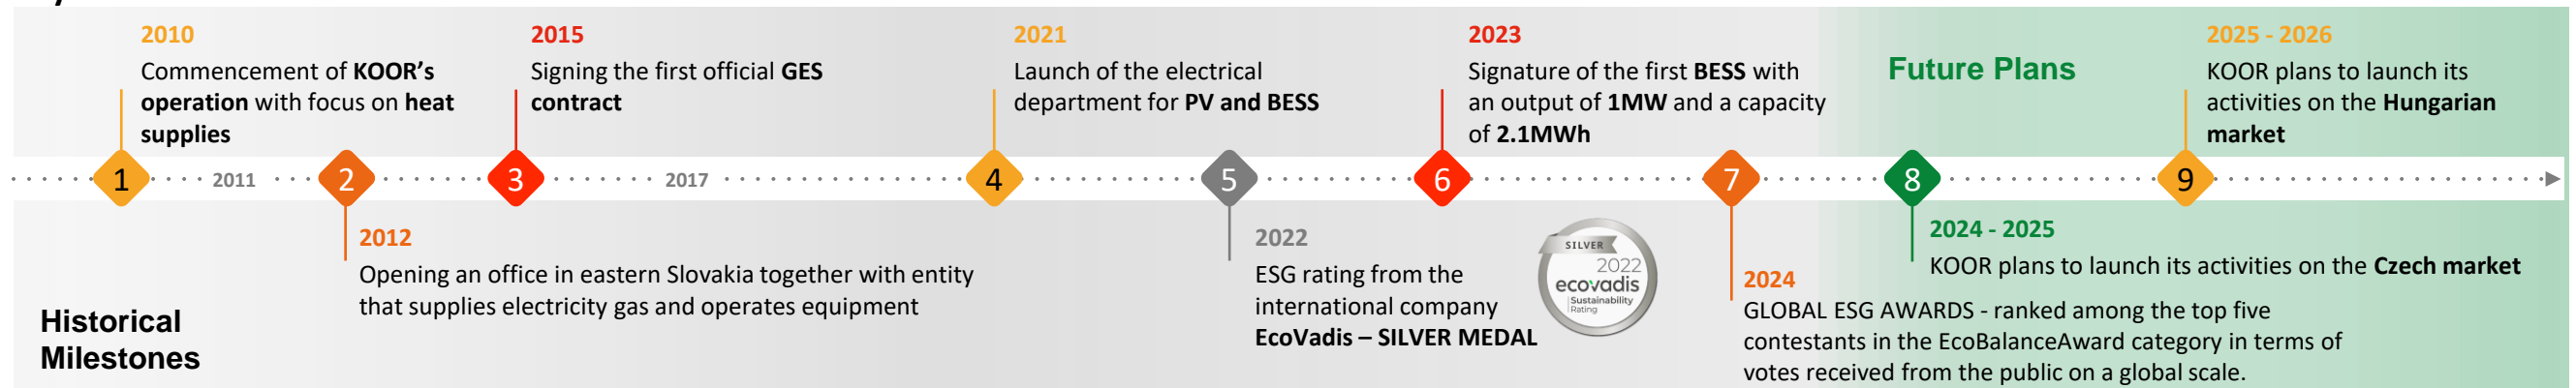 2010
Commencement of KOOR's
operation with focus on heat
supplies
2015
Signing the first official GES
contract
2021
Launch of the electrical
department for PV and BESS
2023
Signature of the first BESS with
an output of 1MW and a capacity
of 2.1MWh
Future Plans
2025 - 2026
KOOR plans to launch its
activities on the Hungarian
market
1
2011
2
3
2017
4
5
6
7
8
9
2012
Opening an office in eastern Slovakia together with entity
that supplies electricity gas and operates equipment
Historical
Milestones
2022
ESG rating from the
international company
EcoVadis – SILVER MEDAL
SILVER
2022
ecovadis
Sustainability
Rating
2024
GLOBAL ESG AWARDS - ranked among the top five
contestants in the EcoBalanceAward category in terms of
votes received from the public on a global scale.
2024 - 2025
KOOR plans to launch its activities on the Czech market